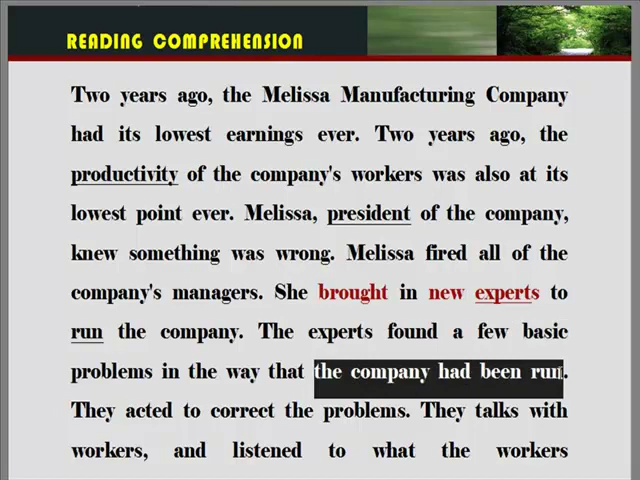 READING COMPREHENSION
Two years ago, the Melissa Manufacturing Company
had its lowest earnings ever. Two years ago, the
productivity of the company's workers was also at its
lowest point ever. Melissa, president of the company,
knew something was wrong. Melissa fired all of the
company's managers. She brought in new experts to
run the company. The experts found a few basic
problems in the way that the company had been run.
They acted to correct the problems. They talks with
workers, and listened to what the workers